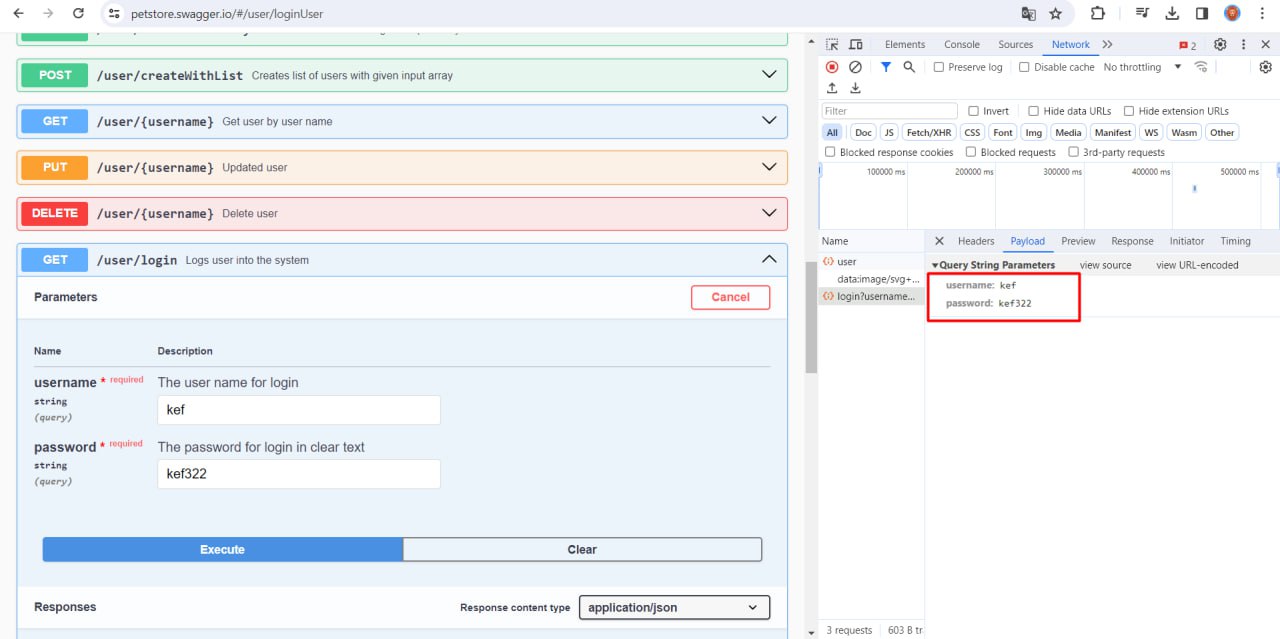 petstore.swagger.io/#/user/loginUser
POST /user/createWithList Creates list of users with given input array
GET /user/{username} Get user by user name
PUT /user/{username} Updated user
DELETE /user/{username} Delete user
GET /user/login Logs user into the system
Parameters
Cancel
Name Description
username * required The user name for login
string
(query)
kef
password * required The password for login in clear text
string
(query)
kef322
Execute Clear
Responses Response content type application/json
Elements Console Sources Network 2
Preserve log Disable cache No throttling
Filter Invert Hide data URLs Hide extension URLs
All Doc JS Fetch/XHR CSS Font Img Media Manifest WS Wasm Other
Blocked response cookies Blocked requests 3rd-party requests
100000 ms 200000 ms 300000 ms 400000 ms 500000 ms
Name
user
data:image/svg+...
login?username...
Headers Payload Preview Response Initiator Timing
Query String Parameters view source view URL-encoded
username: kef
password: kef322
3 requests 603 B tr